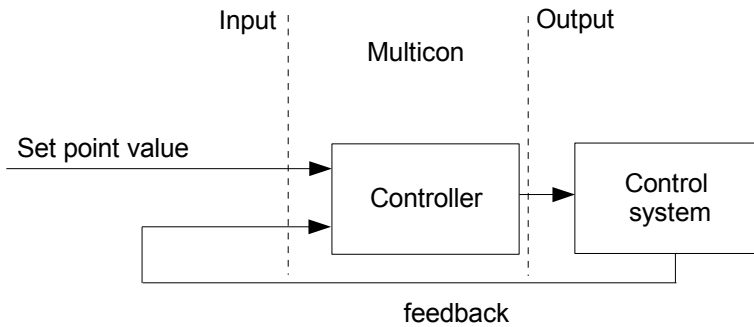 Input
Output
Multicon
Set point value
Controller
Control
system
feedback